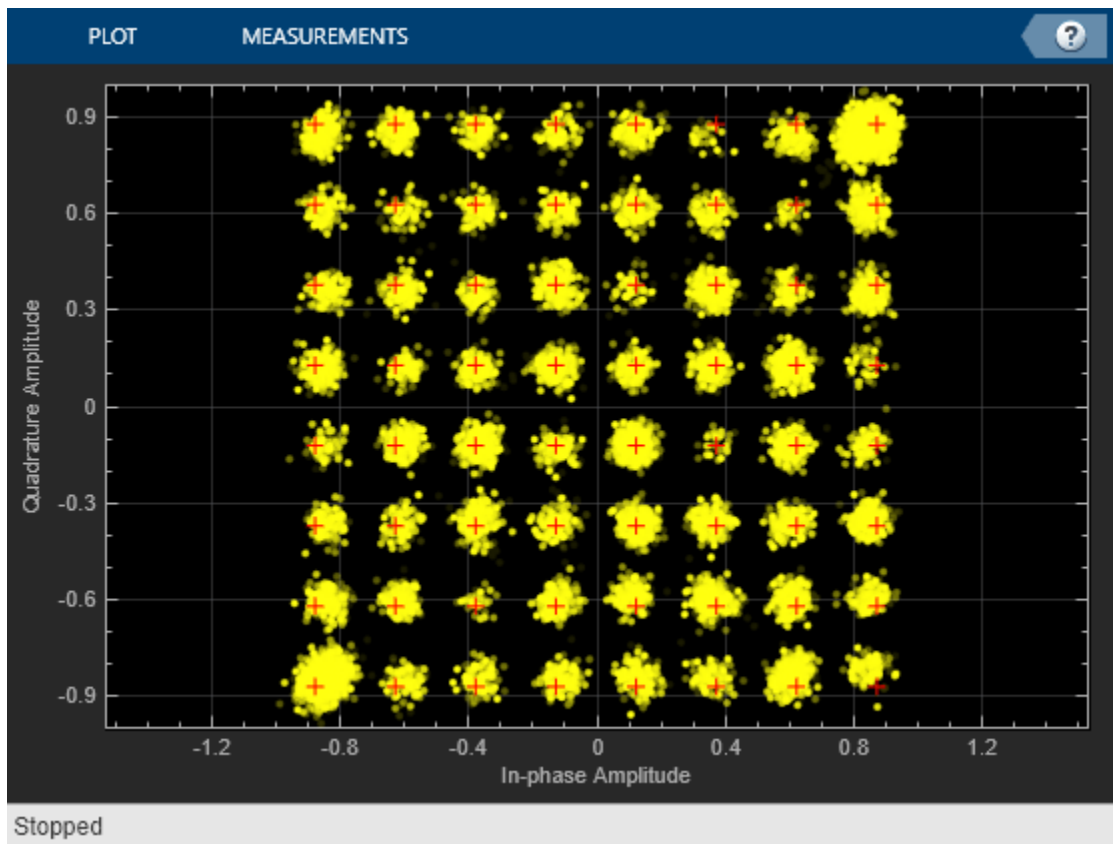 PLOT MEASUREMENTS ?
0.9
0.6
0.3
0
-0.3
-0.6
-0.9
Quadrature Amplitude
-1.2 -0.8 -0.4 0 0.4 0.8 1.2
In-phase Amplitude
Stopped